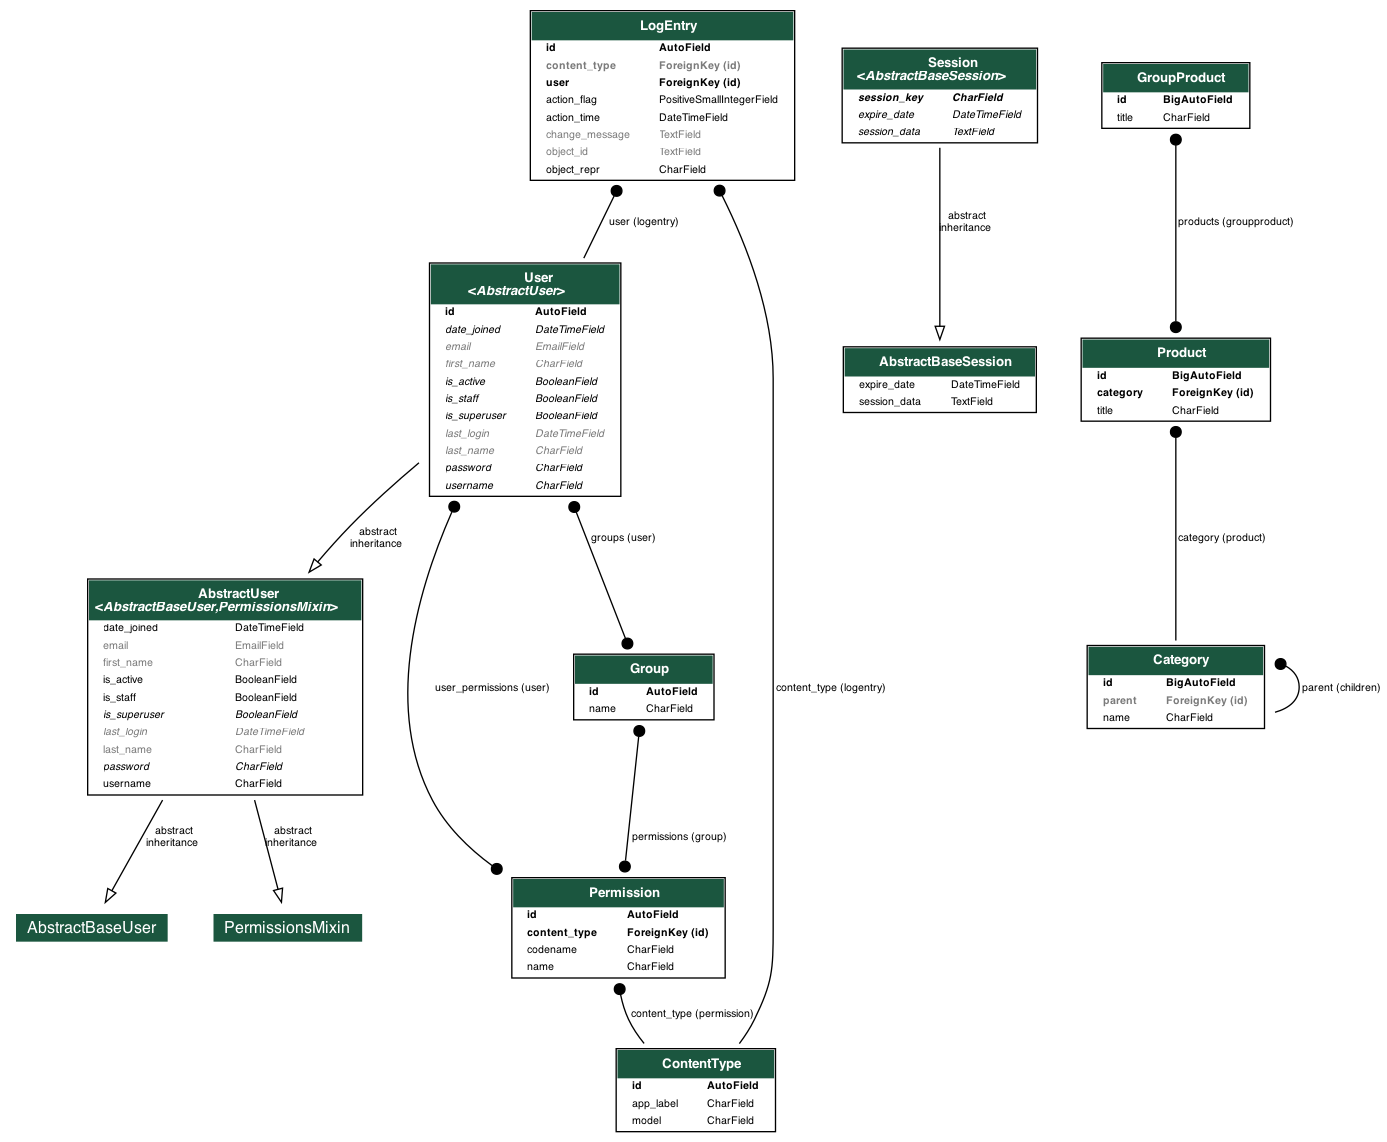 LogEntry
id AutoField
content_type ForeignKey (id)
user ForeignKey (id)
action_flag PositiveSmallIntegerField
action_time DateTimeField
change_message TextField
object_id TextField
object_repr CharField
Session
<AbstractBaseSession>
session_key CharField
expire_date DateTimeField
session_data TextField
GroupProduct
id BigAutoField
title CharField
user (logentry)
abstract
inheritance
products (groupproduct)
User
<AbstractUser>
id AutoField
date_joined DateTimeField
email EmailField
first_name CharField
is_active BooleanField
is_staff BooleanField
is_superuser BooleanField
last_login DateTimeField
last_name CharField
password CharField
username CharField
AbstractBaseSession
expire_date DateTimeField
session_data TextField
Product
id BigAutoField
category ForeignKey (id)
title CharField
abstract
inheritance
groups (user)
category (product)
AbstractUser
<AbstractBaseUser,PermissionsMixin>
date_joined DateTimeField
email EmailField
first_name CharField
is_active BooleanField
is_staff BooleanField
is_superuser BooleanField
last_login DateTimeField
last_name CharField
password CharField
username CharField
user_permissions (user)
Group
id AutoField
name CharField
content_type (logentry)
Category
id BigAutoField
parent ForeignKey (id)
name CharField
parent (children)
abstract
inheritance
abstract
inheritance
permissions (group)
AbstractBaseUser
PermissionsMixin
Permission
id AutoField
content_type ForeignKey (id)
codename CharField
name CharField
content_type (permission)
ContentType
id AutoField
app_label CharField
model CharField